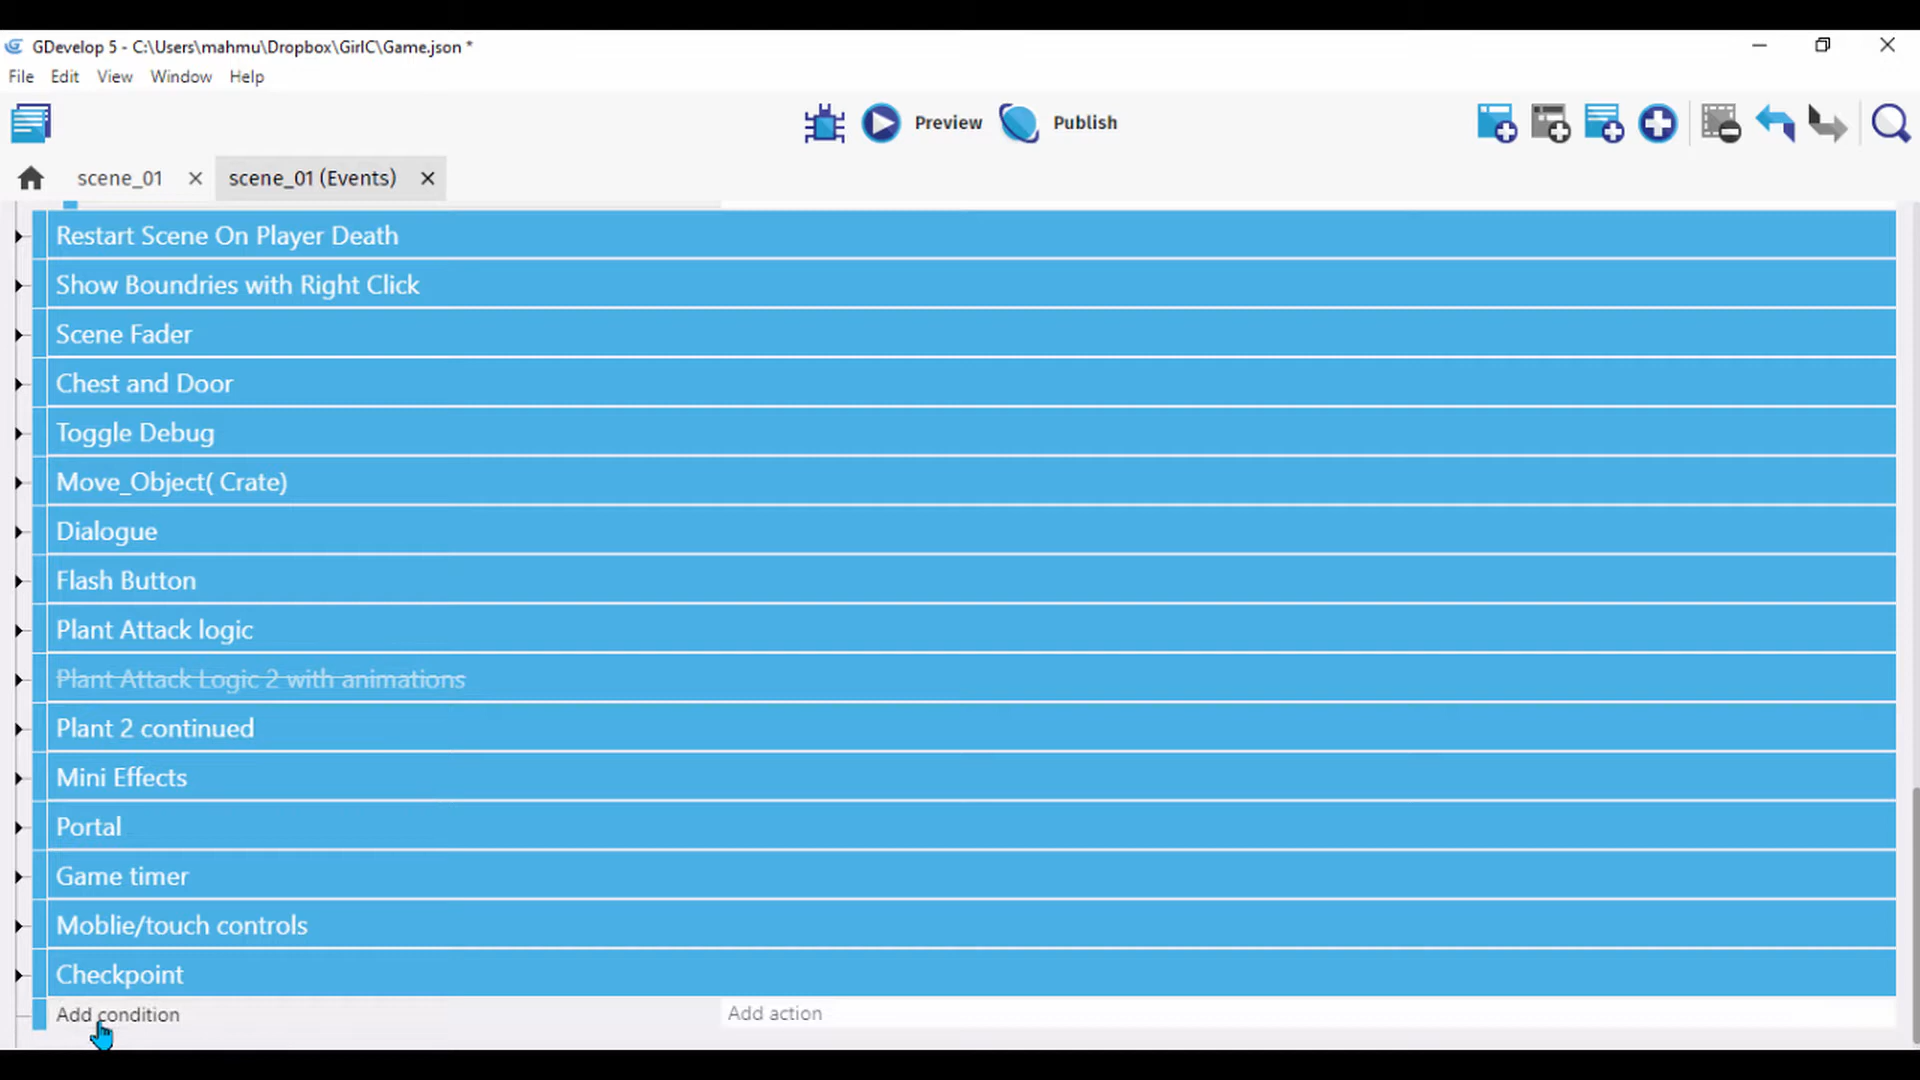 GDevelop 5 - C:\Users\mahmu\Dropbox\GirlC\Game.json *
File Edit View Window Help
Preview Publish
scene_01 scene_01 (Events)
Restart Scene On Player Death
Show Boundries with Right Click
Scene Fader
Chest and Door
Toggle Debug
Move_Object( Crate)
Dialogue
Flash Button
Plant Attack logic
Plant Attack Logic 2 with animations
Plant 2 continued
Mini Effects
Portal
Game timer
Moblie/touch controls
Checkpoint
Add condition Add action